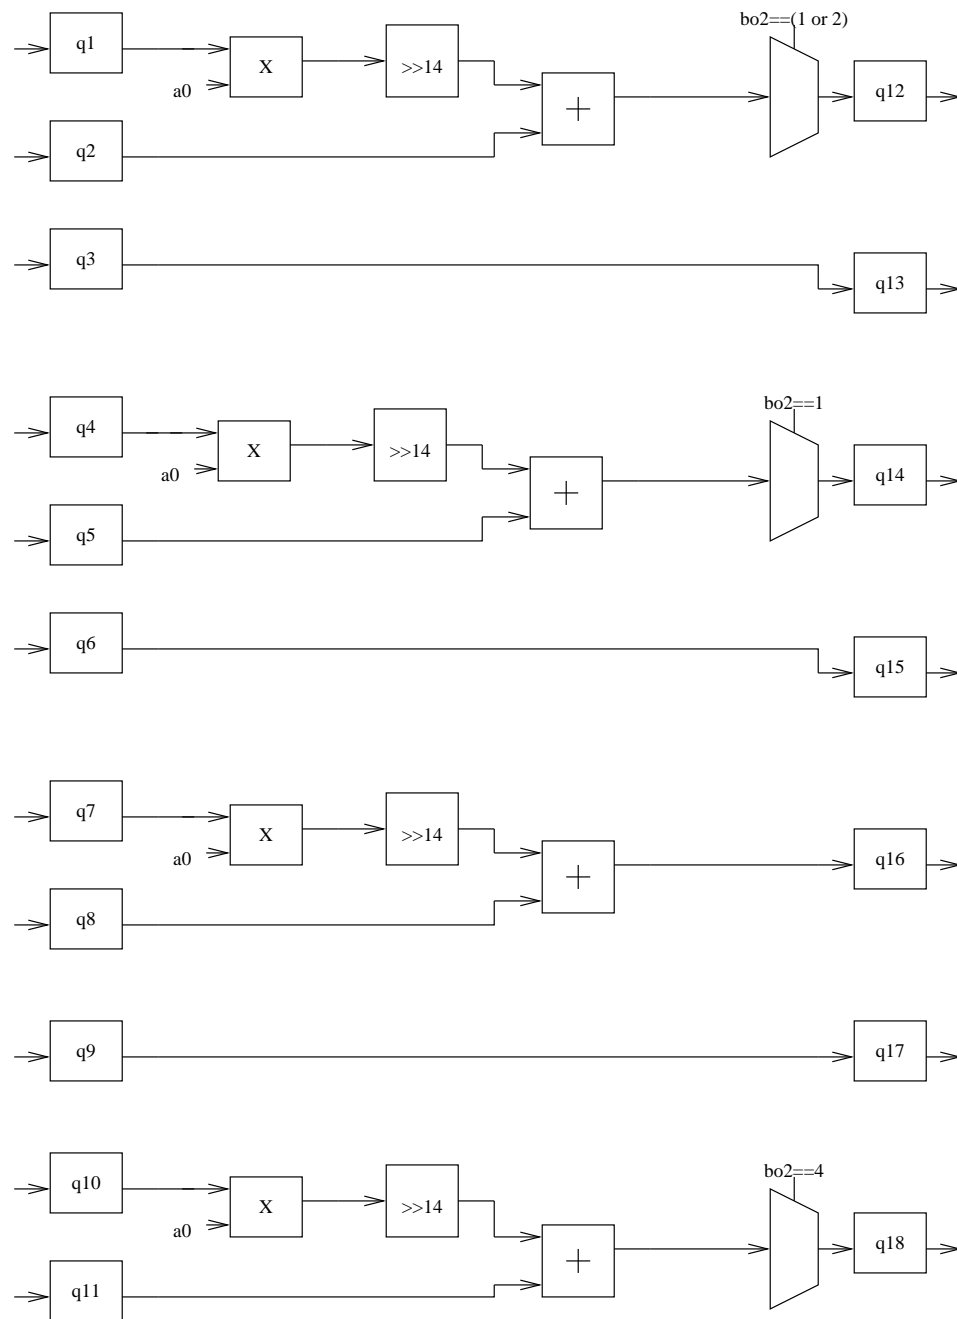 bo2==(1 or 2)
q1
X
>>14
a0
+
q12
q2
q3
q13
bo2==1
q4
X
>>14
a0
+
q14
q5
q6
q15
q7
X
>>14
a0
+
q16
q8
q9
q17
bo2==4
q10
X
>>14
a0
+
q18
q11